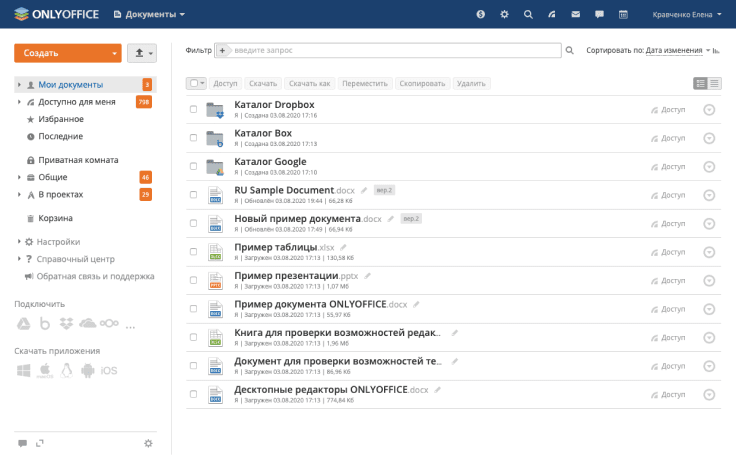 ONLYOFFICE
Документы
Кравченко Елена
Создать
Мои документы
3
Доступно для меня
798
Избранное
Последние
Приватная комната
Общие
46
В проектах
29
Корзина
Настройки
Справочный центр
Обратная связь и поддержка
Подключить
...
Скачать приложения
macOS
iOS
Фильтр
введите запрос
Сортировать по: Дата изменения
Доступ
Скачать
Скачать как
Переместить
Скопировать
Удалить
Каталог Dropbox
Я | Создана 03.08.2020 17:16
Доступ
Каталог Box
Я | Создана 03.08.2020 17:13
Доступ
Каталог Google
Я | Создана 03.08.2020 17:10
Доступ
RU Sample Document.docx
вер.2
Я | Обновлён 03.08.2020 19:44 | 66,28 Кб
Доступ
Новый пример документа.docx
вер.2
Я | Обновлён 03.08.2020 17:49 | 66,94 Кб
Доступ
Пример таблицы.xlsx
Я | Загружен 03.08.2020 17:13 | 130,58 Кб
Доступ
Пример презентации.pptx
Я | Загружен 03.08.2020 17:13 | 1,07 Мб
Доступ
Пример документа ONLYOFFICE.docx
Я | Загружен 03.08.2020 17:13 | 55,97 Кб
Доступ
Книга для проверки возможностей редак...
Я | Загружен 03.08.2020 17:13 | 1,96 Мб
Доступ
Документ для проверки возможностей те...
Я | Загружен 03.08.2020 17:13 | 86,96 Кб
Доступ
Десктопные редакторы ONLYOFFICE.docx
Я | Загружен 03.08.2020 17:13 | 774,84 Кб
Доступ